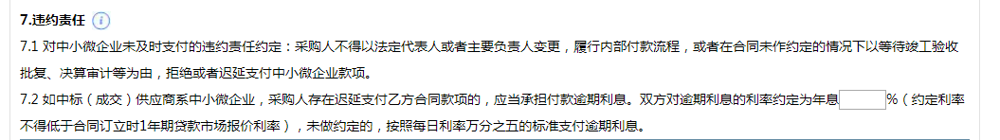 7.违约责任 i
7.1 对中小微企业未及时支付的违约责任约定：采购人不得以法定代表人或者主要负责人变更，履行内部付款流程，或者在合同未作约定的情况下以等待竣工验收
批复、决算审计等为由，拒绝或者迟延支付中小微企业款项。
7.2 如中标（成交）供应商系中小微企业，采购人存在迟延支付乙方合同款项的，应当承担付款逾期利息。双方对逾期利息的利率约定为年息 %（约定利率
不得低于合同订立时1年期贷款市场报价利率），未做约定的，按照每日利率万分之五的标准支付逾期利息。